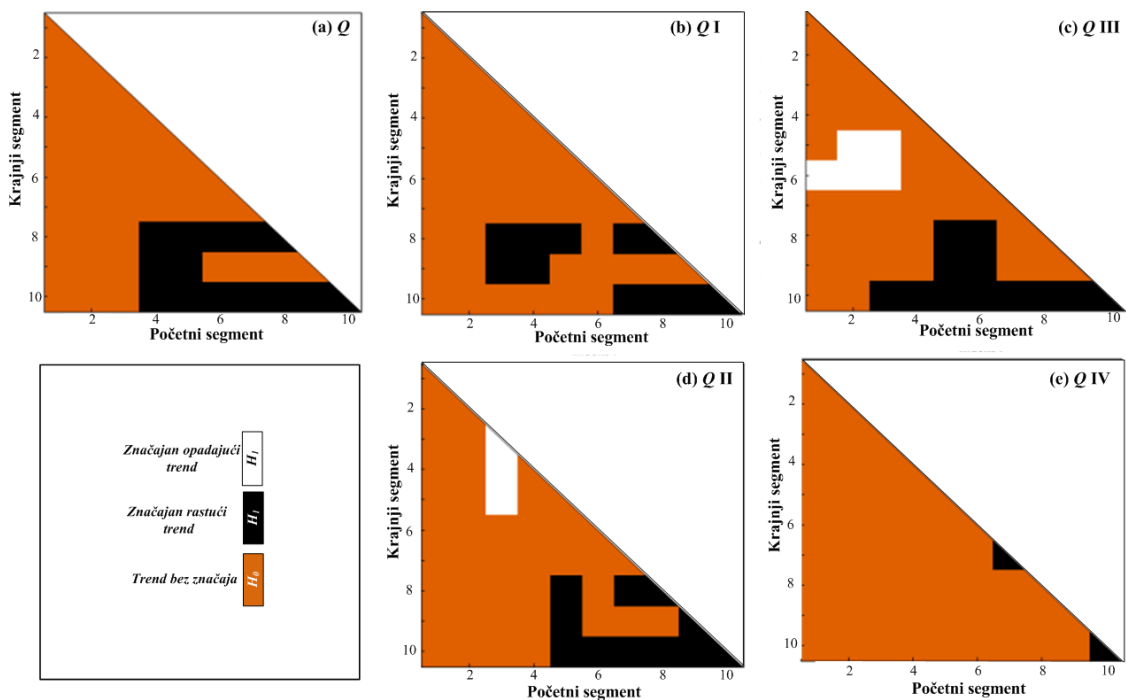 (a) Q
Krajnji segment
2
4
6
8
10
2
4
6
8
10
Početni segment
(b) Q I
Krajnji segment
2
4
6
8
10
2
4
6
8
10
Početni segment
(c) Q III
Krajnji segment
2
4
6
8
10
2
4
6
8
10
Početni segment
Značajan opadajući
trend
H1
Značajan rastući
trend
H1
Trend bez značaja
H0
(d) Q II
Krajnji segment
2
4
6
8
10
2
4
6
8
10
Početni segment
(e) Q IV
Krajnji segment
2
4
6
8
10
2
4
6
8
10
Početni segment